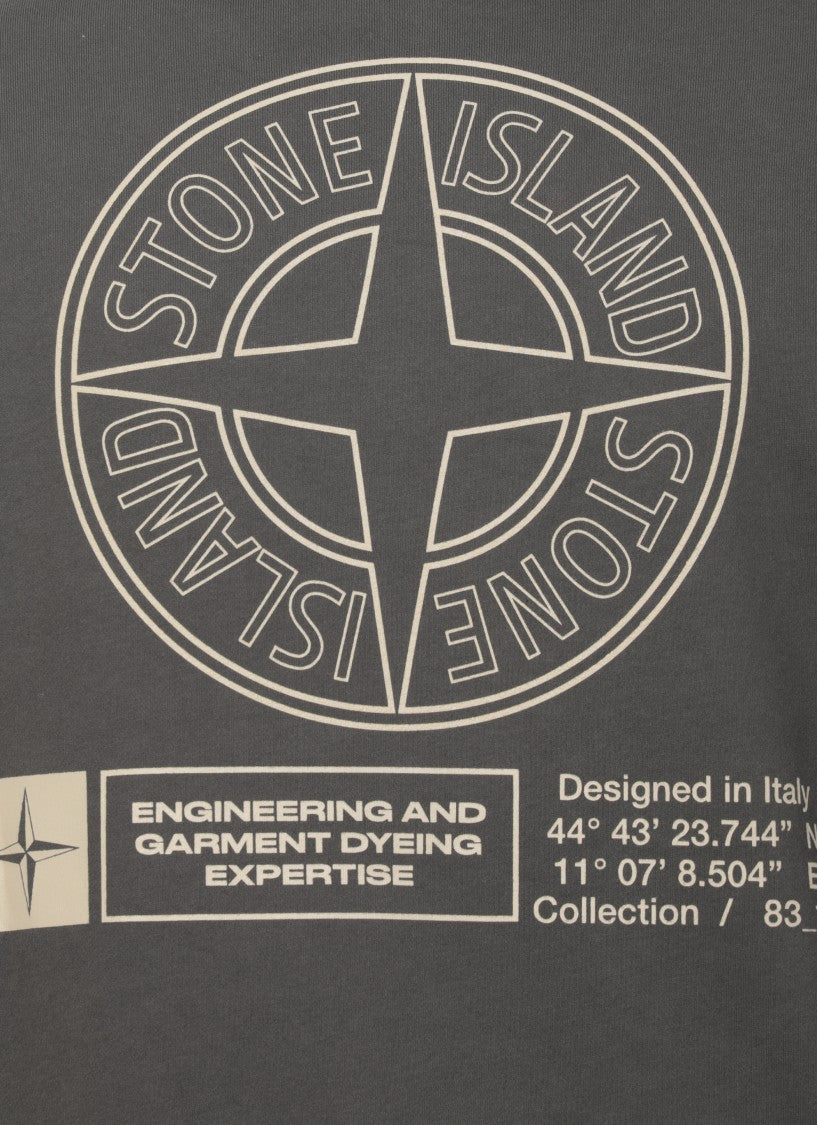 STONE ISLAND
STONE ISLAND
ENGINEERING AND
GARMENT DYEING
EXPERTISE
Designed in Italy
44° 43’ 23.744” N
11° 07’ 8.504” E
Collection / 83_